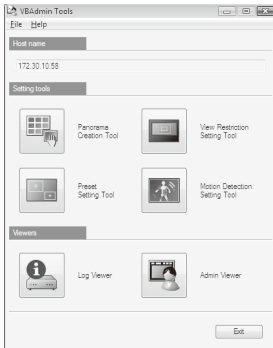 VBAdmin Tools
File Help
Host name
172.30.10.58
Setting tools
Panorama
Creation Tool
View Restriction
Setting Tool
Preset
Setting Tool
Motion Detection
Setting Tool
Viewers
Log Viewer
Admin Viewer
Exit